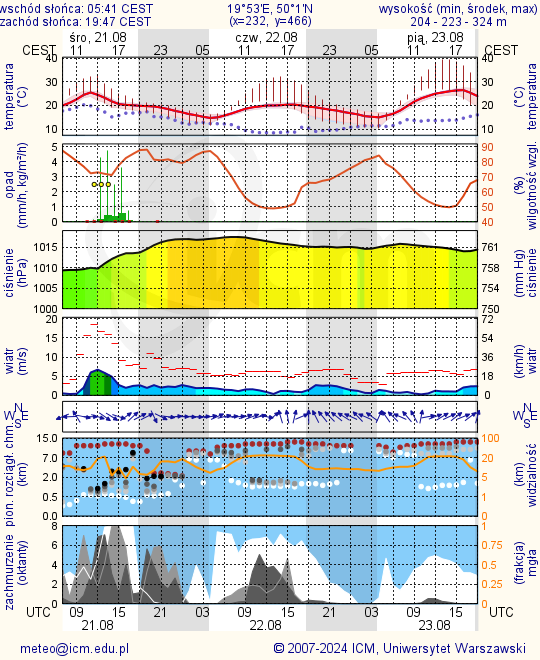 wschód słońca: 05:41 CEST 19°53'E, 50°1'N wysokość (min, środek, max)
zachód słońca: 19:47 CEST (x=232, y=466) 204 - 223 - 324 m
śro, 21.08 czw, 22.08 pią, 23.08
CEST 11 17 23 05 11 17 23 05 11 17 CEST
temperatura (°C) 40 30 20 10 40 30 20 10 (°C) temperatura
opad (mm/h, kg/m²/h) 5 4 3 2 1 0 90 80 70 60 50 40 (%) wilgotność wzgl.
ciśnienie (hPa) 1015 1010 1005 1000 761 758 754 750 (mm Hg) ciśnienie
wiatr (m/s) 20 15 10 5 0 72 54 36 18 0 (km/h) wiatr
N W E S N W E S
pion. rozciągł. chm. (km) 15.0 7.0 2.0 0.5 0.0 100 20 5 1 0 (km) widzialność
zachmurzenie (oktanty) 8 6 4 2 0 1 0.75 0.5 0.25 0 (frakcja) mgła
UTC 09 15 21 03 09 15 21 03 09 15 UTC
21.08 22.08 23.08
meteo@icm.edu.pl © 2007-2024 ICM, Uniwersytet Warszawski